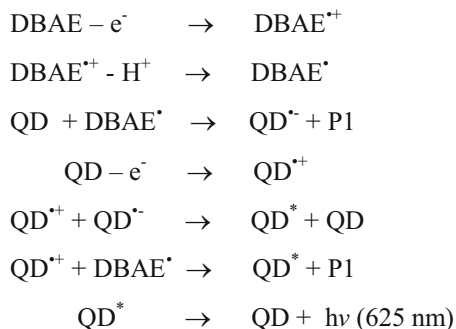 DBAE – e⁻ → DBAE•⁺
DBAE•⁺ - H⁺ → DBAE•
QD + DBAE• → QD•⁻ + P1
QD – e⁻ → QD•⁺
QD•⁺ + QD•⁻ → QD* + QD
QD•⁺ + DBAE• → QD* + P1
QD* → QD + hν (625 nm)